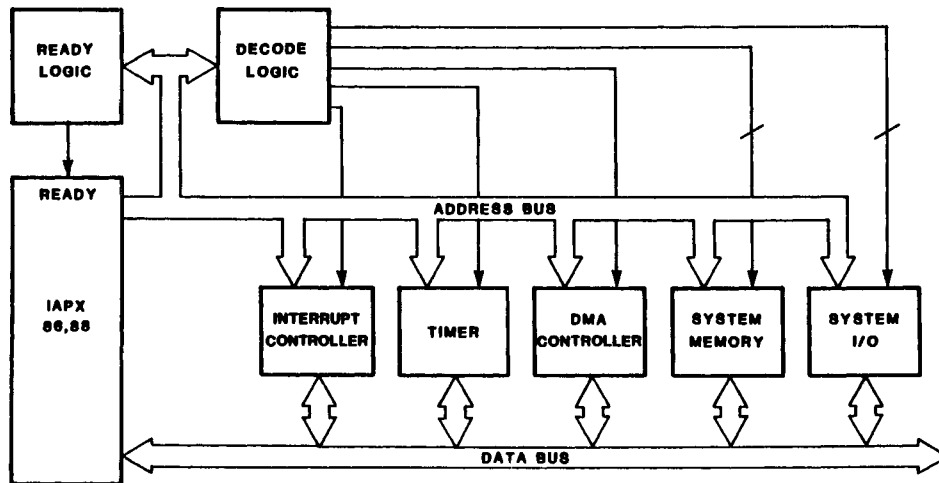 READY
LOGIC
DECODE
LOGIC
READY
ADDRESS BUS
IAPX
86,88
INTERRUPT
CONTROLLER
TIMER
DMA
CONTROLLER
SYSTEM
MEMORY
SYSTEM
I/O
DATA BUS